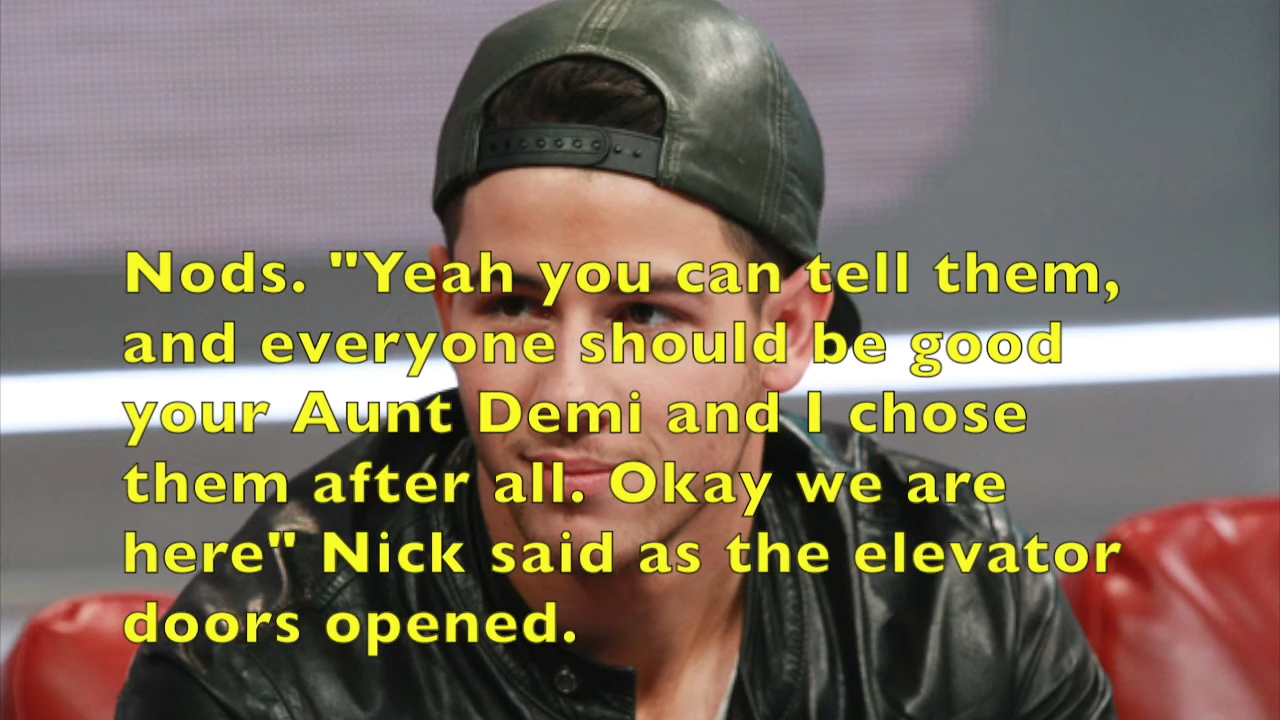 Nods. "Yeah you can tell them,
and everyone should be good
your Aunt Demi and I chose
them after all. Okay we are
here" Nick said as the elevator
doors opened.